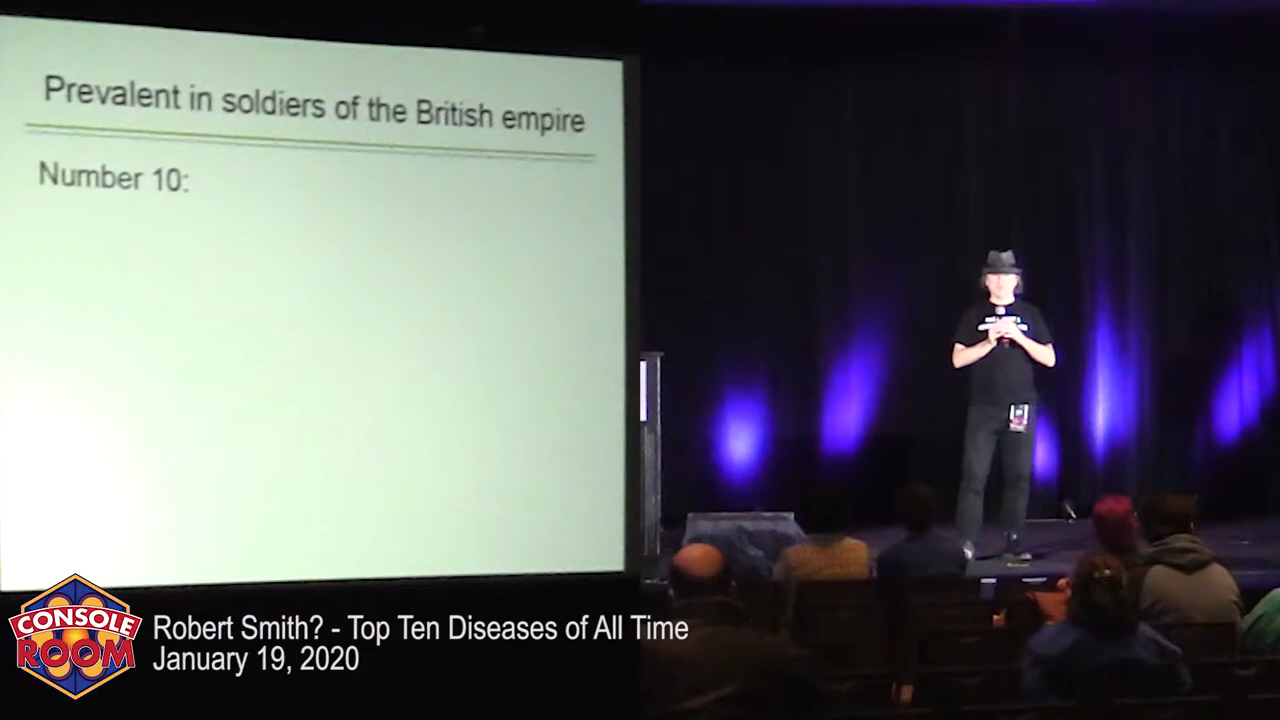 Prevalent in soldiers of the British empire
Number 10:
CONSOLE
ROOM
Robert Smith? - Top Ten Diseases of All Time
January 19, 2020